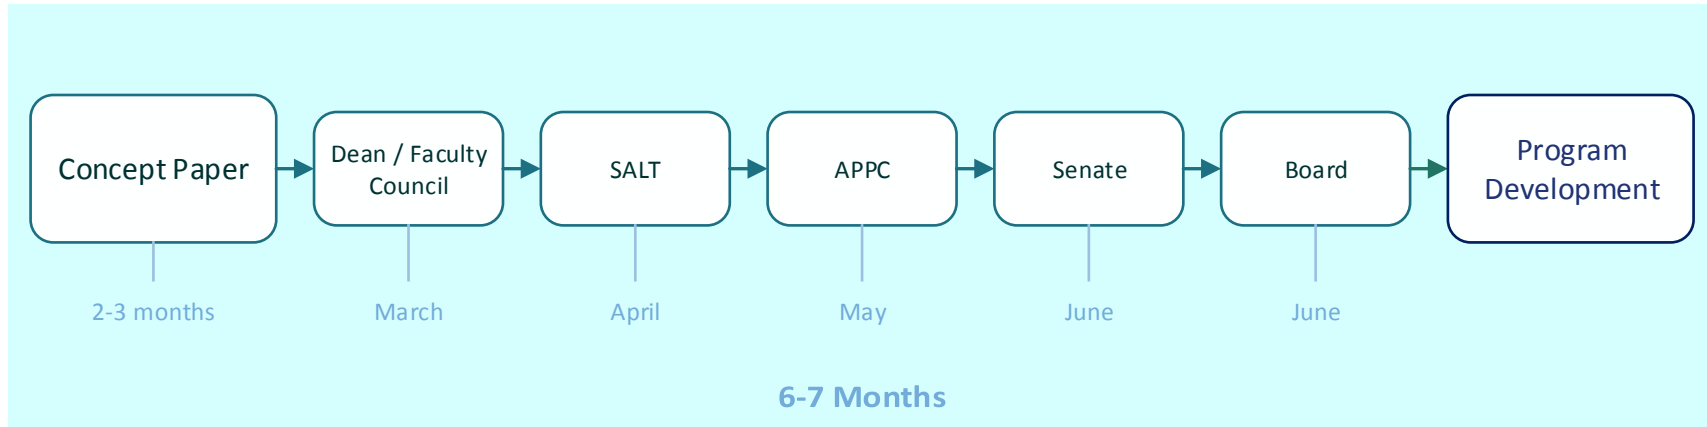 Concept Paper
Dean / Faculty
Council
SALT
APPC
Senate
Board
Program
Development
2-3 months
March
April
May
June
June
6-7 Months